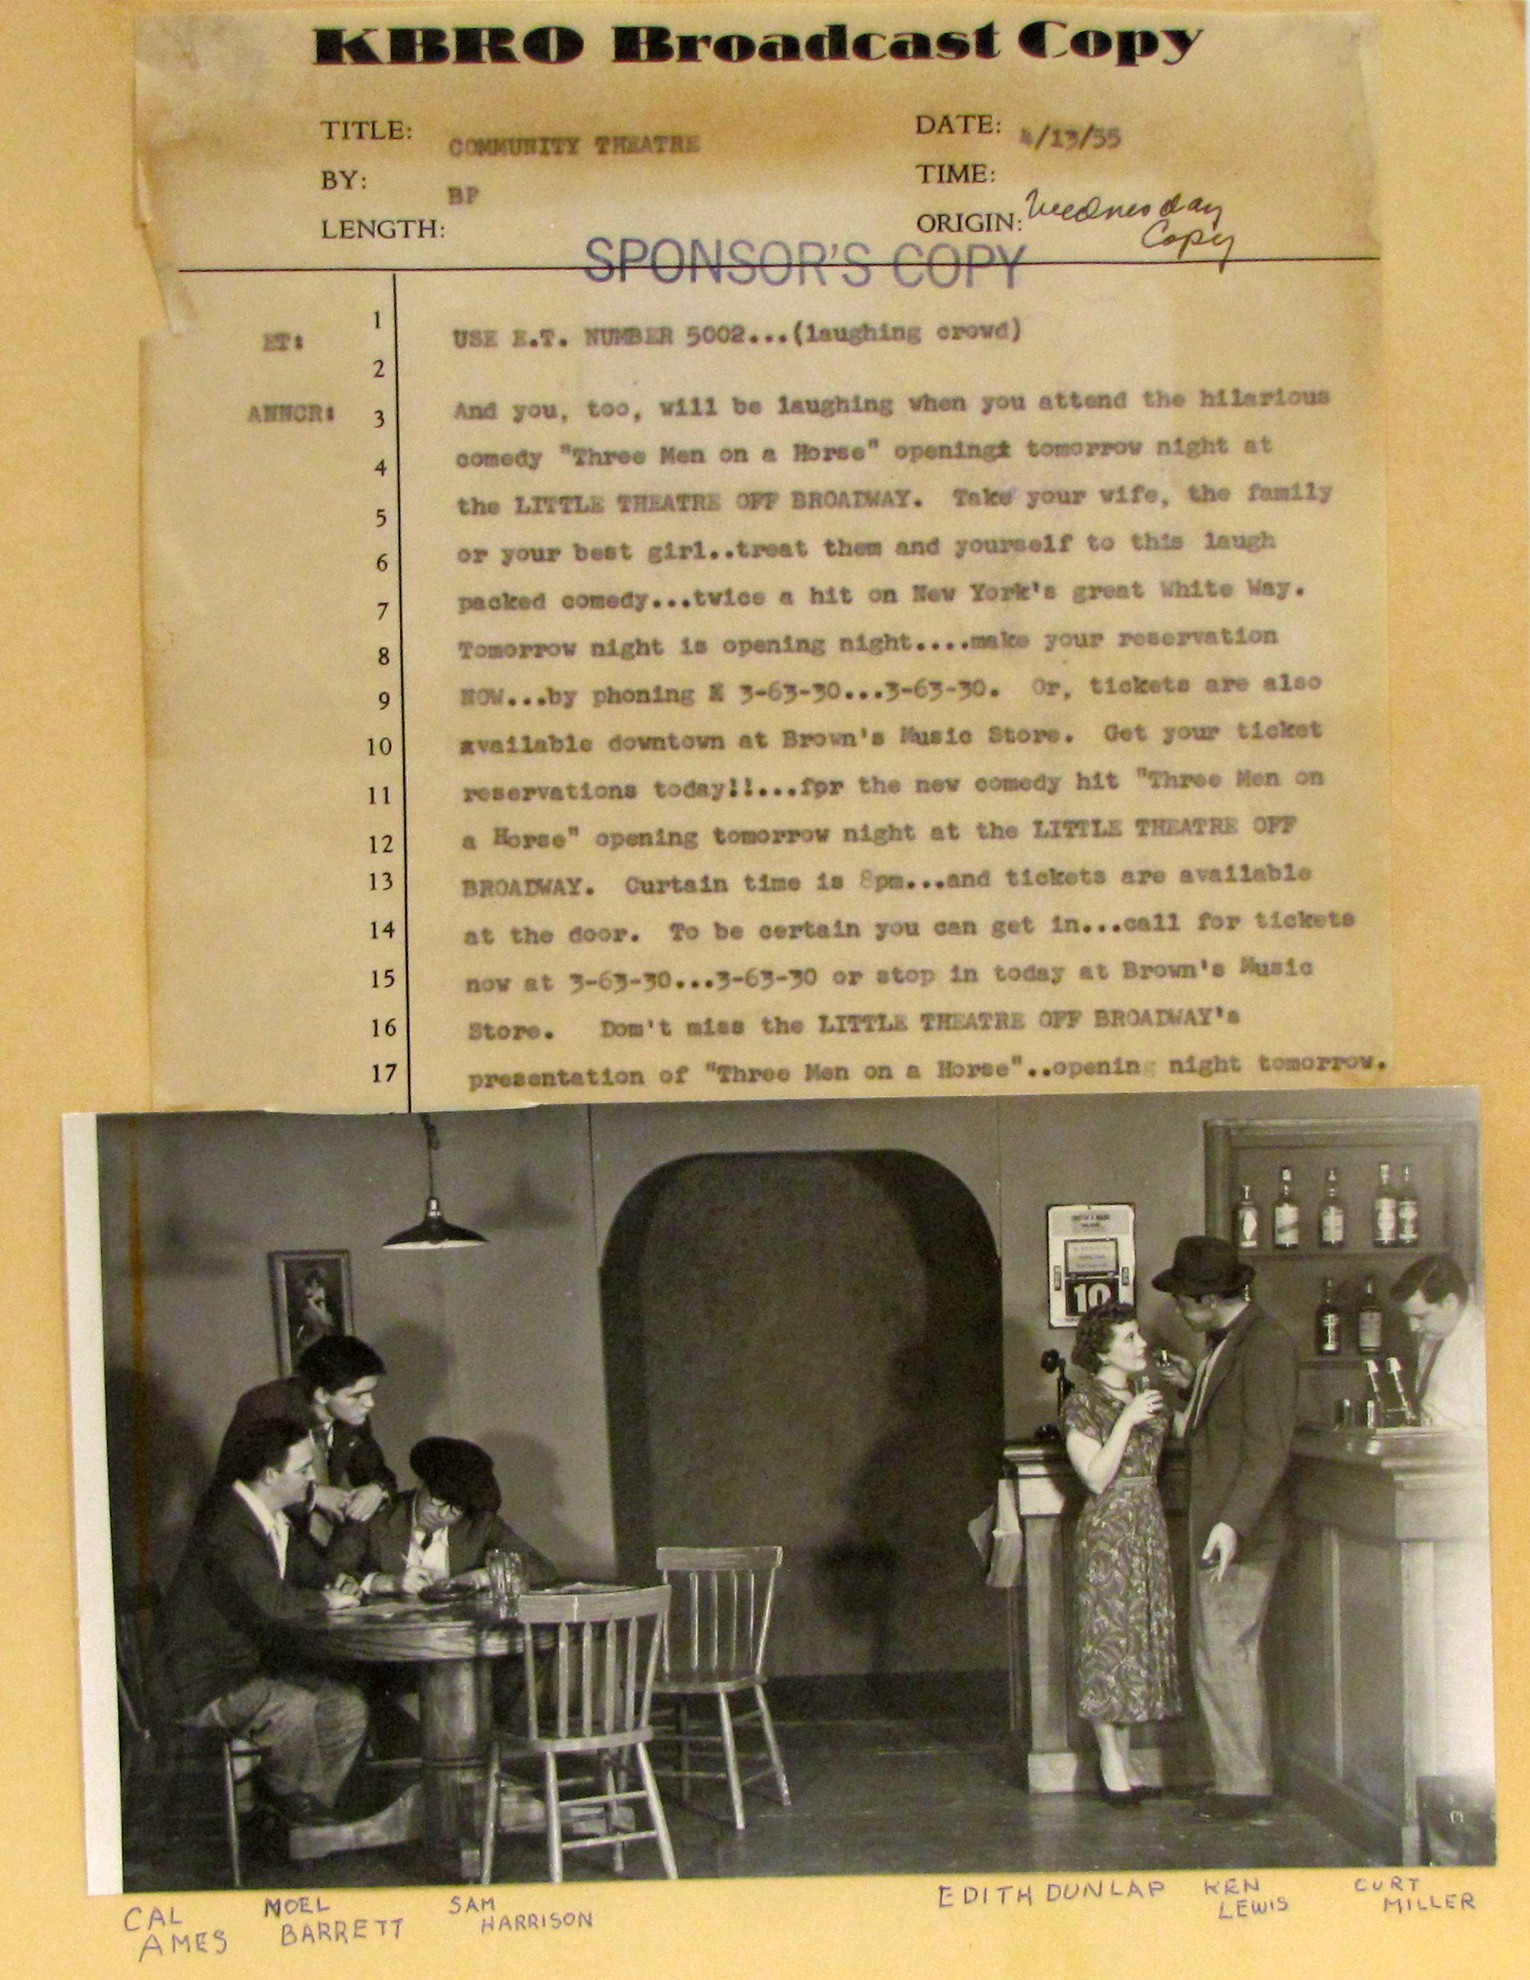 KBRO Broadcast Copy
TITLE: COMMUNITY THEATRE
DATE: 4/13/55
BY: BP
TIME:
LENGTH:
ORIGIN: Wednesday
Copy
SPONSOR'S COPY
ET: 1 USE E.T. NUMBER 5002...(laughing crowd)
2
ANNCR: 3 And you, too, will be laughing when you attend the hilarious
4 comedy "Three Men on a Horse" opening tomorrow night at
5 the LITTLE THEATRE OFF BROADWAY. Take your wife, the family
6 or your best girl..treat them and yourself to this laugh
7 packed comedy...twice a hit on New York's great White Way.
8 Tomorrow night is opening night....make your reservation
9 NOW...by phoning 3-63-30...3-63-30. Or, tickets are also
10 available downtown at Brown's Music Store. Get your ticket
11 reservations today!!...for the new comedy hit "Three Men on
12 a Horse" opening tomorrow night at the LITTLE THEATRE OFF
13 BROADWAY. Curtain time is 8pm...and tickets are available
14 at the door. To be certain you can get in...call for tickets
15 now at 3-63-30...3-63-30 or stop in today at Brown's Music
16 Store. Dom't miss the LITTLE THEATRE OFF BROADWAY's
17 presentation of "Three Men on a Horse"..opening night tomorrow.
10
CAL
AMES
NOEL
BARRETT
SAM
HARRISON
EDITH DUNLAP
KEN
LEWIS
CURT
MILLER